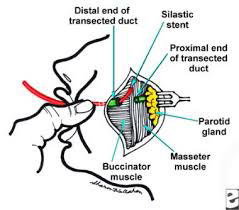 Distal end of
transected duct
Silastic
stent
Proximal end
of transected
duct
Parotid
gland
Masseter
muscle
Buccinator
muscle